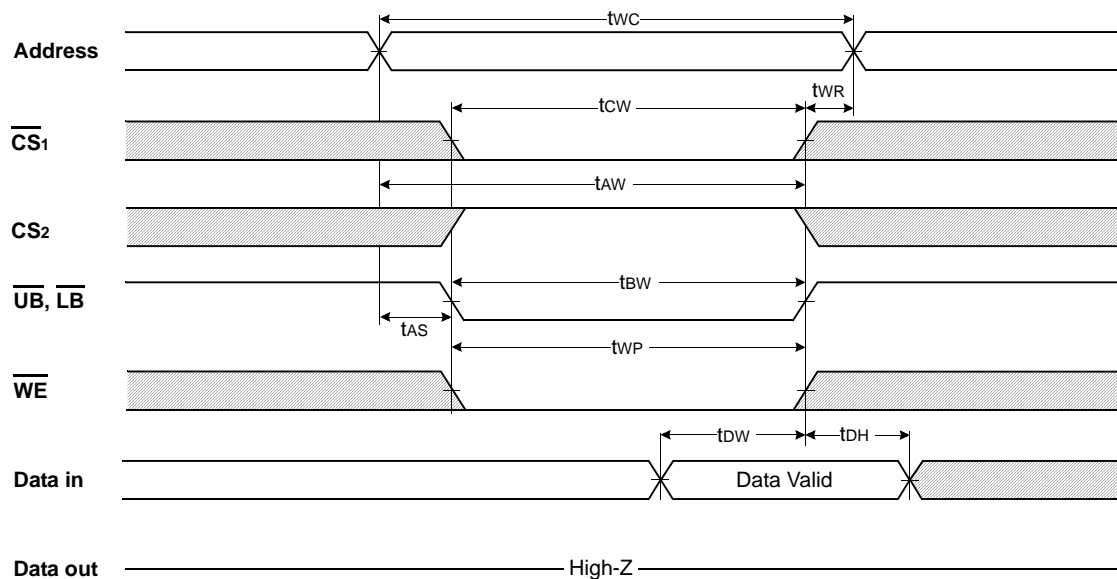 tWC
Address
tWR
tCW
CS1
tAW
CS2
tBW
UB, LB
tAS
tWP
WE
tDW
tDH
Data in
Data Valid
Data out
High-Z